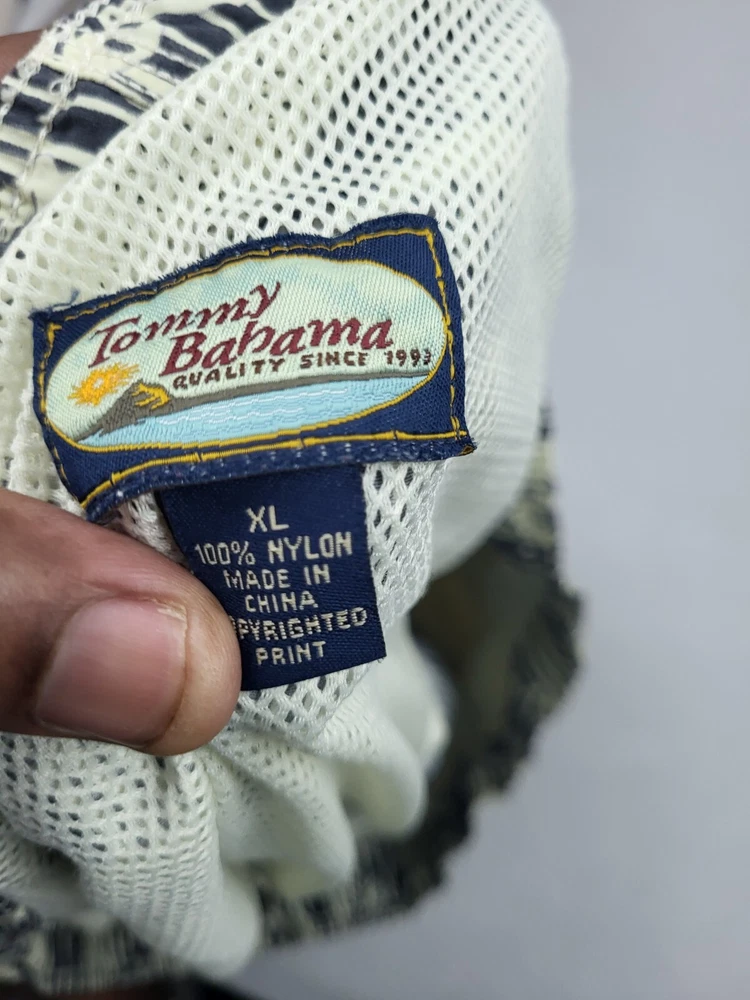 Tommy
Bahama
QUALITY SINCE 1993
XL
100% NYLON
MADE IN
CHINA
PYRIGHTED
PRINT